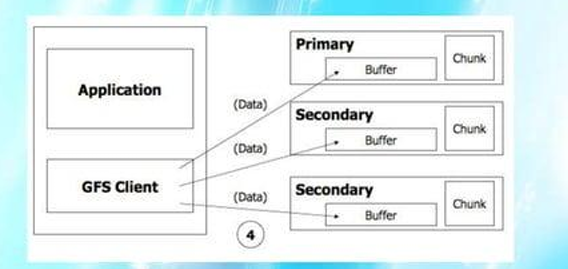 Application
GFS Client
(Data)
(Data)
(Data)
4
Primary
Buffer
Chunk
Secondary
Buffer
Chunk
Secondary
Buffer
Chunk